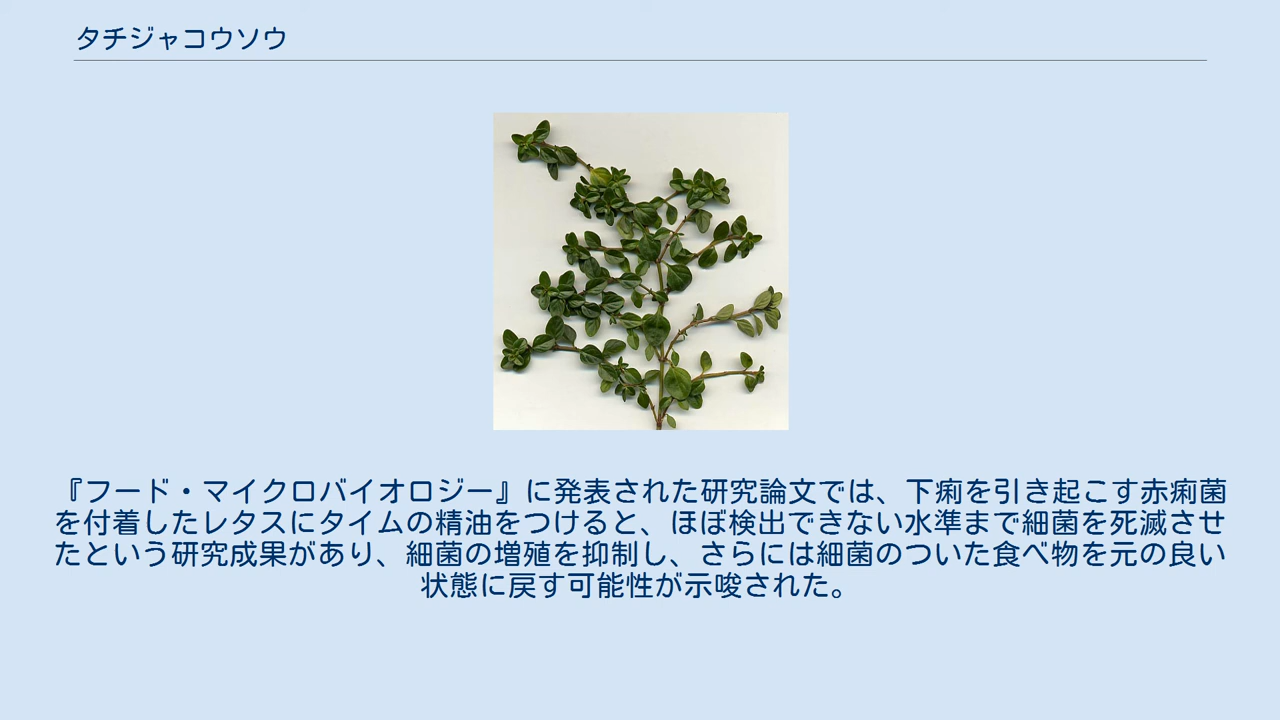 タチジャコウソウ
『フード・マイクロバイオロジー』に発表された研究論文では、下痢を引き起こす赤痢菌
を付着したレタスにタイムの精油をつけると、ほぼ検出できない水準まで細菌を死滅させ
たという研究成果があり、細菌の増殖を抑制し、さらには細菌のついた食べ物を元の良い
状態に戻す可能性が示唆された。